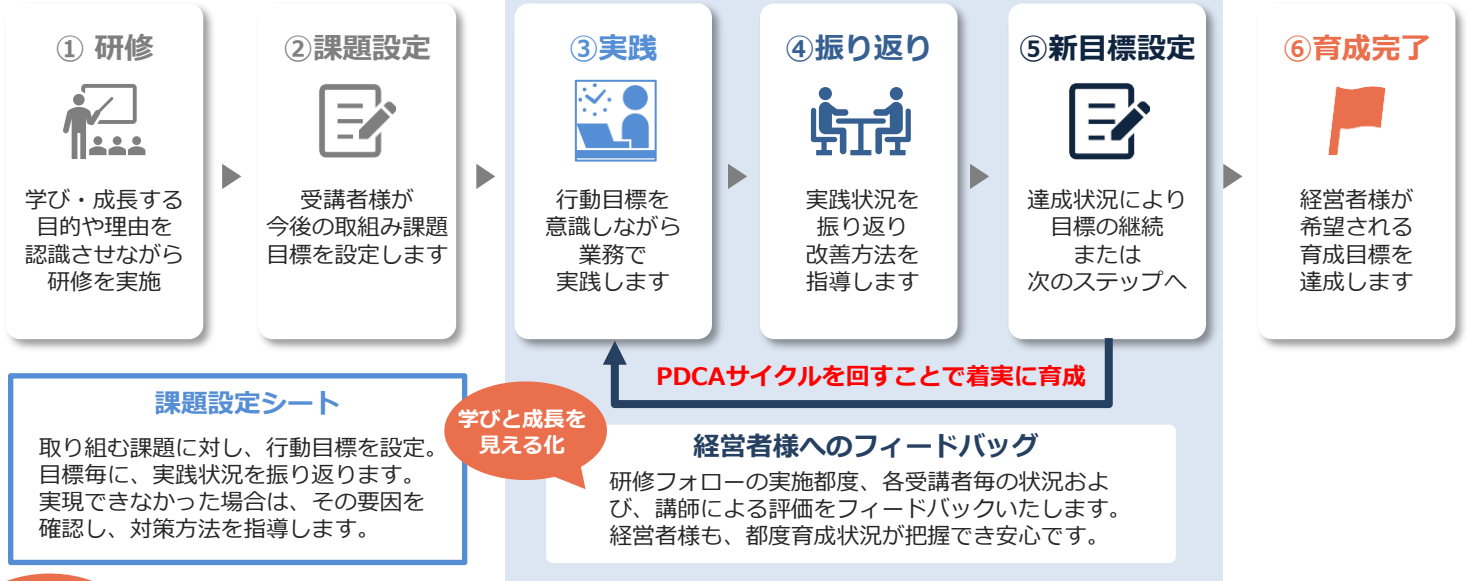 ① 研修
学び・成長する
目的や理由を
認識させながら
研修を実施
②課題設定
受講者様が
今後の取組み課題
目標を設定します
③実践
行動目標を
意識しながら
業務で
実践します
④振り返り
実践状況を
振り返り
改善方法を
指導します
⑤新目標設定
達成状況により
目標の継続
または
次のステップへ
⑥育成完了
経営者様が
希望される
育成目標を
達成します
PDCAサイクルを回すことで着実に育成
課題設定シート
取り組む課題に対し、行動目標を設定。
目標毎に、実践状況を振り返ります。
実現できなかった場合は、その要因を
確認し、対策方法を指導します。
学びと成長を
見える化
経営者様へのフィードバッグ
研修フォローの実施都度、各受講者毎の状況およ
び、講師による評価をフィードバックいたします。
経営者様も、都度育成状況が把握でき安心です。